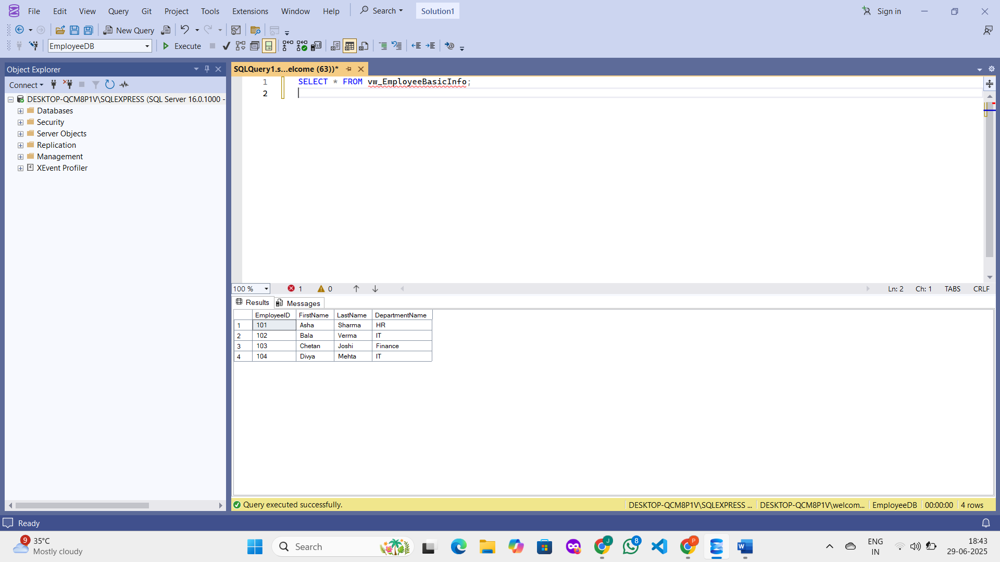 File Edit View Query Git Project Tools Extensions Window Help Search Solution1 Sign in
New Query
EmployeeDB Execute
Object Explorer
Connect
DESKTOP-QCM8P1V\SQLEXPRESS (SQL Server 16.0.1000 -
Databases
Security
Server Objects
Replication
Management
XEvent Profiler
SQLQuery1.s...elcome (63))*
1 SELECT * FROM vw_EmployeeBasicInfo;
2
100 % 1 0 Ln: 2 Ch: 1 TABS CRLF
Results Messages
EmployeeID FirstName LastName DepartmentName
1 101 Asha Sharma HR
2 102 Bala Verma IT
3 103 Chetan Joshi Finance
4 104 Divya Mehta IT
Query executed successfully. DESKTOP-QCM8P1V\SQLEXPRESS ... DESKTOP-QCM8P1V\welcom... EmployeeDB 00:00:00 4 rows
Ready
9 35°C
Mostly cloudy
Search
J 8 P W
ENG
IN
18:43
29-06-2025